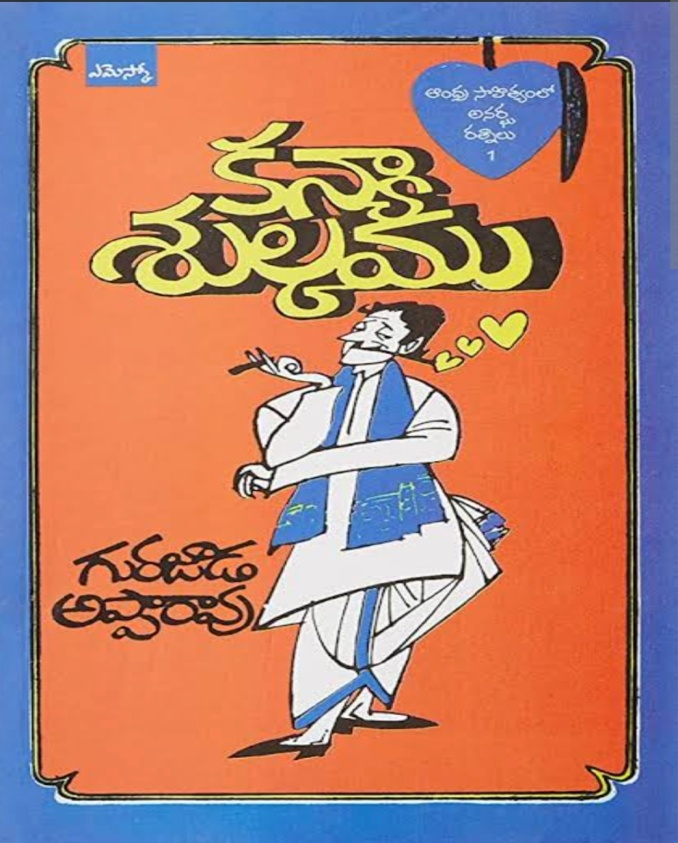 ఎమెస్కో
ఆంధ్ర సాహిత్యంలో
అనర్ఘ
రత్నాలు
1
కన్యా
శుల్కము
గురజాడ
అప్పారావు